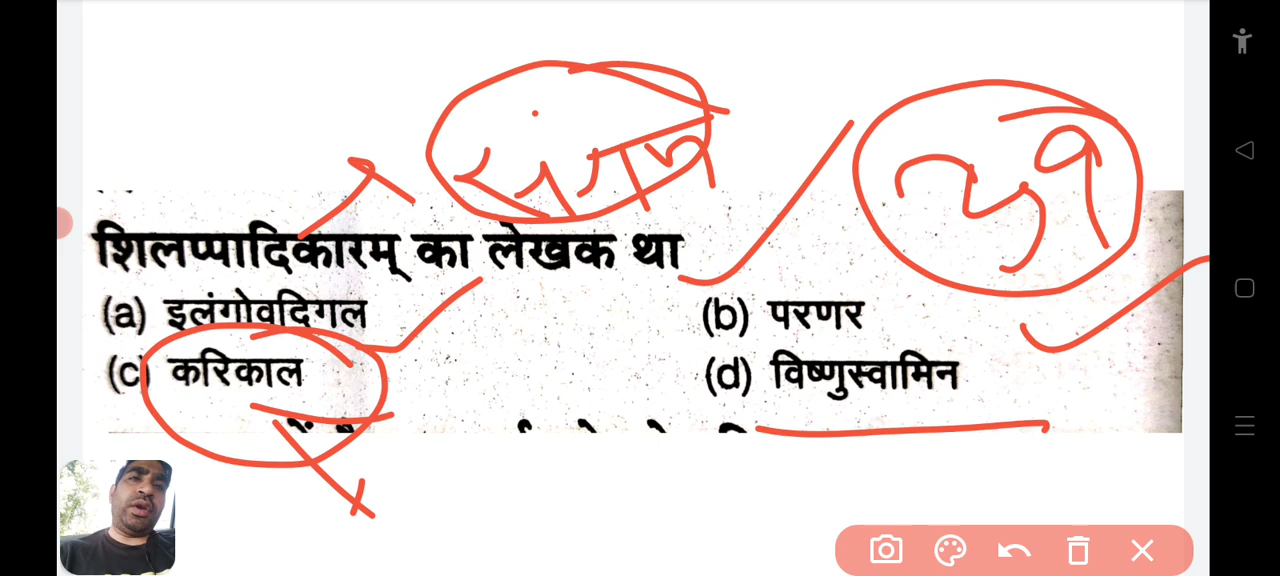 शिलप्पादिकारम् का लेखक था
(a) इलंगोवदिगल (b) परणर
(c) करिकाल (d) विष्णुस्वामिन